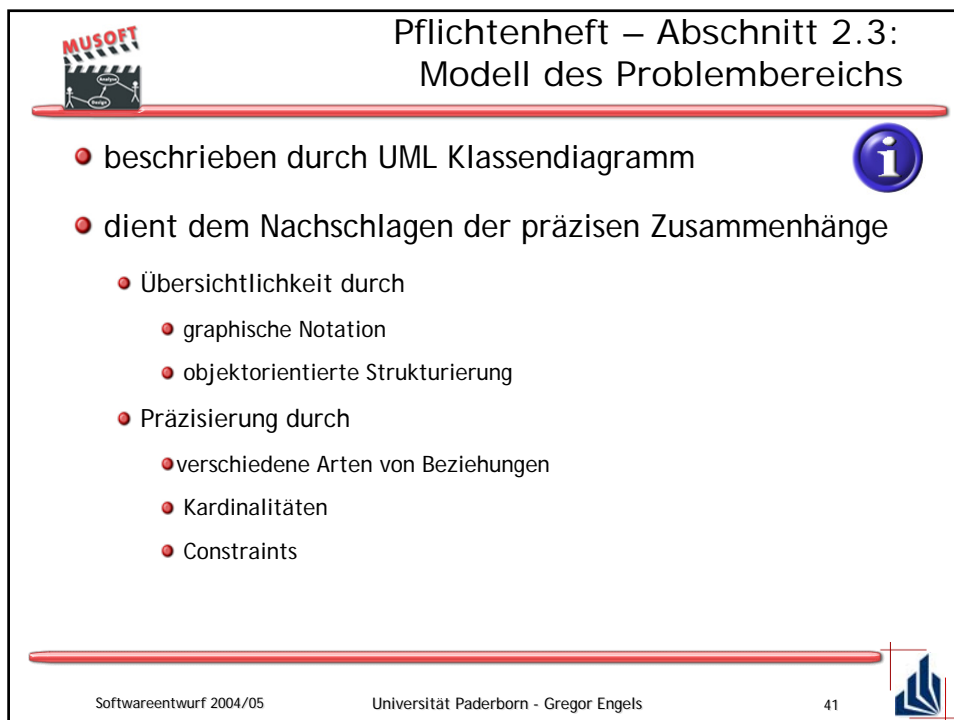 MUSOFT
Analyse
Design
Pflichtenheft – Abschnitt 2.3:
Modell des Problembereichs
beschrieben durch UML Klassendiagramm
i
dient dem Nachschlagen der präzisen Zusammenhänge
Übersichtlichkeit durch
graphische Notation
objektorientierte Strukturierung
Präzisierung durch
verschiedene Arten von Beziehungen
Kardinalitäten
Constraints
Softwareentwurf 2004/05
Universität Paderborn - Gregor Engels
41